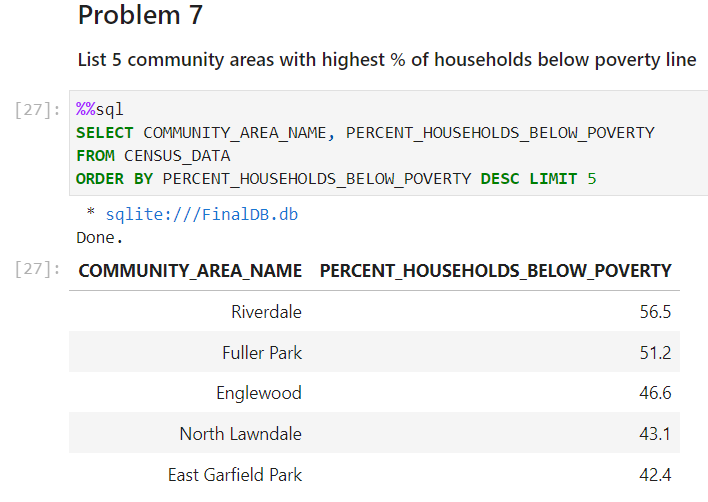 Problem 7
List 5 community areas with highest % of households below poverty line
[27]: %%sql
SELECT COMMUNITY_AREA_NAME, PERCENT_HOUSEHOLDS_BELOW_POVERTY
FROM CENSUS_DATA
ORDER BY PERCENT_HOUSEHOLDS_BELOW_POVERTY DESC LIMIT 5
* sqlite:///FinalDB.db
Done.
[27]: COMMUNITY_AREA_NAME PERCENT_HOUSEHOLDS_BELOW_POVERTY
Riverdale 56.5
Fuller Park 51.2
Englewood 46.6
North Lawndale 43.1
East Garfield Park 42.4